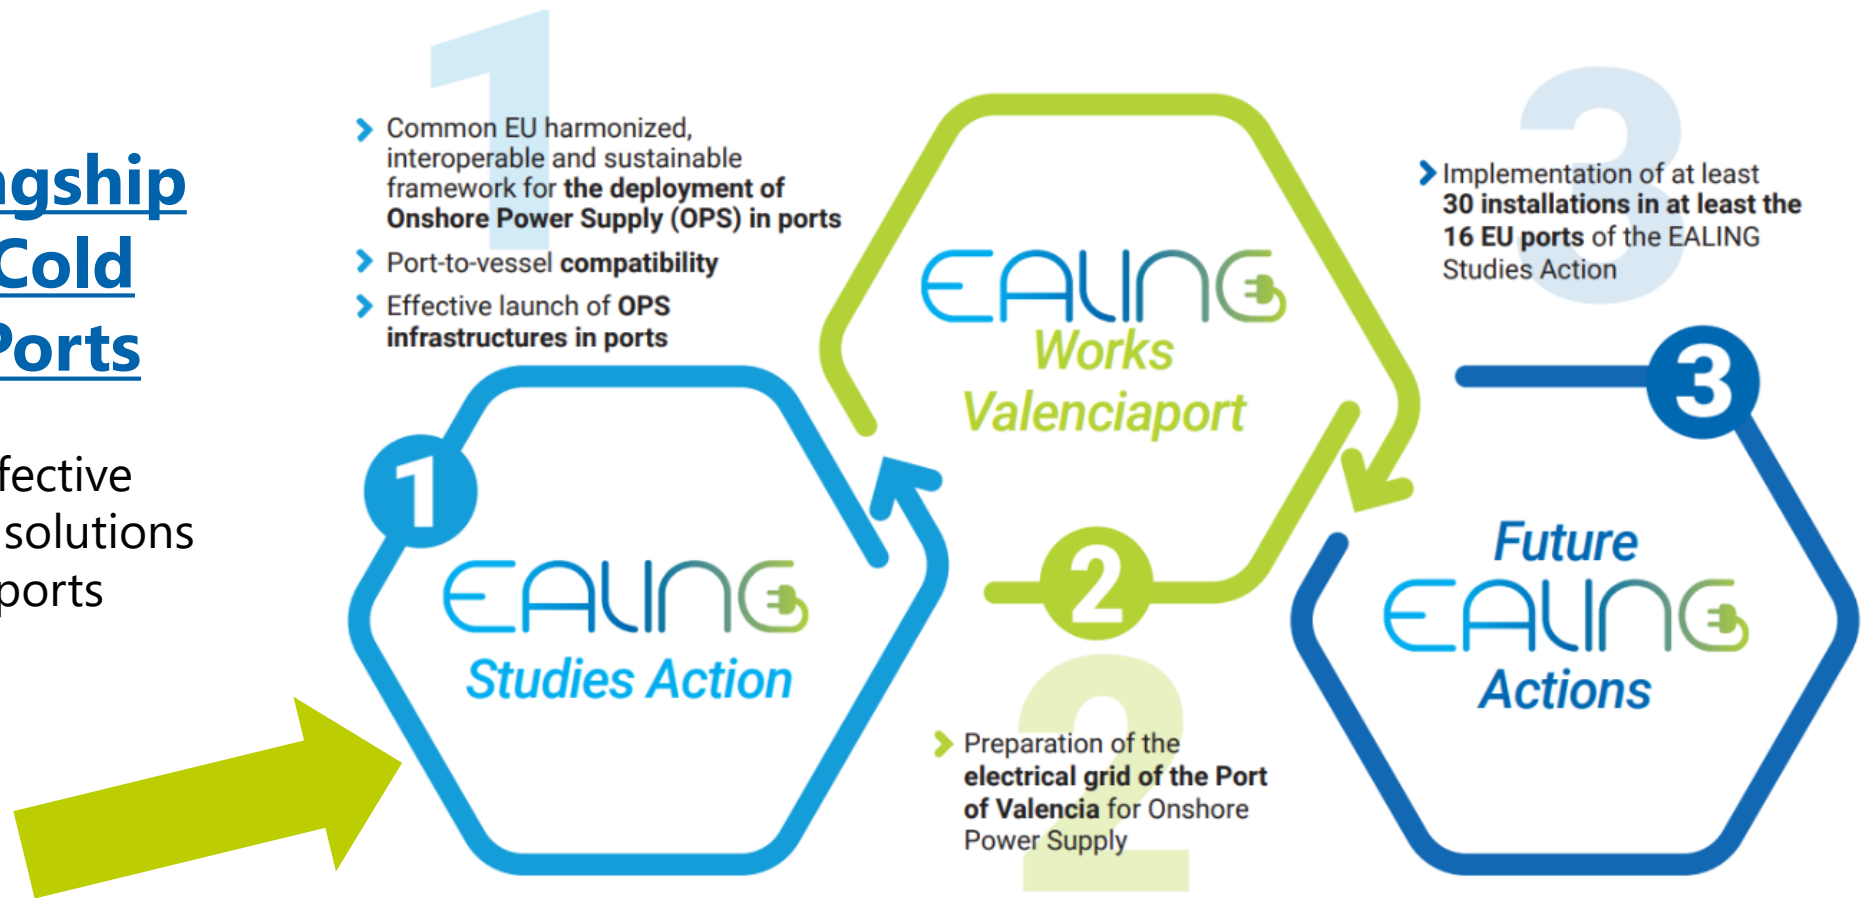 agship
Cold
Ports
fective
solutions
ports
1
Common EU harmonized,
interoperable and sustainable
framework for the deployment of
Onshore Power Supply (OPS) in ports
Port-to-vessel compatibility
Effective launch of OPS
infrastructures in ports
1
EALING
Studies Action
EALING
Works
Valenciaport
2
2
Preparation of the
electrical grid of the Port
of Valencia for Onshore
Power Supply
3
Implementation of at least
30 installations in at least the
16 EU ports of the EALING
Studies Action
3
Future
EALING
Actions